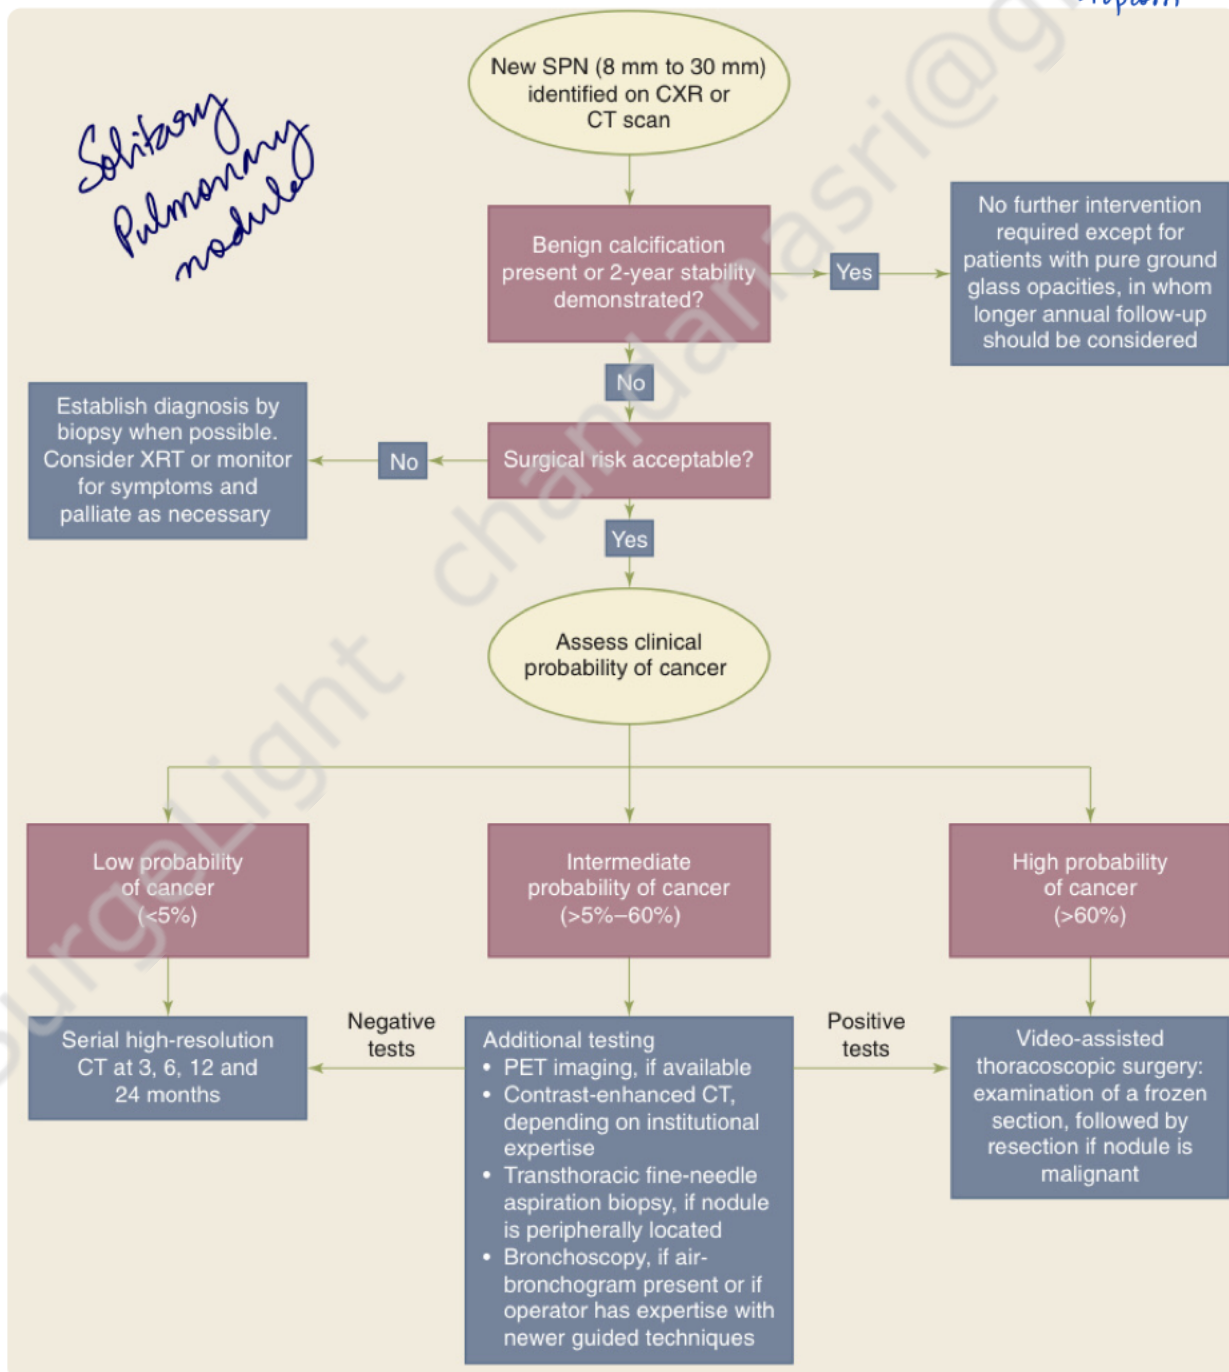 New SPN (8 mm to 30 mm)
identified on CXR or
CT scan
Solitary
Pulmonary
nodule
Benign calcification
present or 2-year stability
demonstrated?
Yes
No further intervention
required except for
patients with pure ground
glass opacities, in whom
longer annual follow-up
should be considered
No
Surgical risk acceptable?
No
Establish diagnosis by
biopsy when possible.
Consider XRT or monitor
for symptoms and
palliate as necessary
Yes
Assess clinical
probability of cancer
Low probability
of cancer
(<5%)
Intermediate
probability of cancer
(>5%–60%)
High probability
of cancer
(>60%)
Serial high-resolution
CT at 3, 6, 12 and
24 months
Negative
tests
Additional testing
• PET imaging, if available
• Contrast-enhanced CT,
depending on institutional
expertise
• Transthoracic fine-needle
aspiration biopsy, if nodule
is peripherally located
• Bronchoscopy, if air-
bronchogram present or if
operator has expertise with
newer guided techniques
Positive
tests
Video-assisted
thoracoscopic surgery:
examination of a frozen
section, followed by
resection if nodule is
malignant
surgeLight chandanasri@g